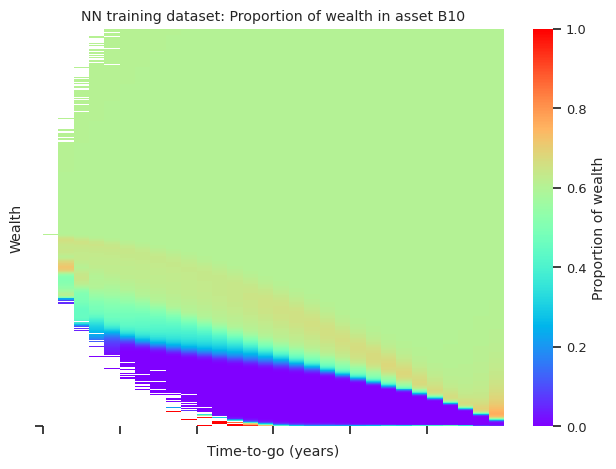 NN training dataset: Proportion of wealth in asset B10
Wealth
Time-to-go (years)
1.0
0.8
0.6
0.4
0.2
0.0
Proportion of wealth